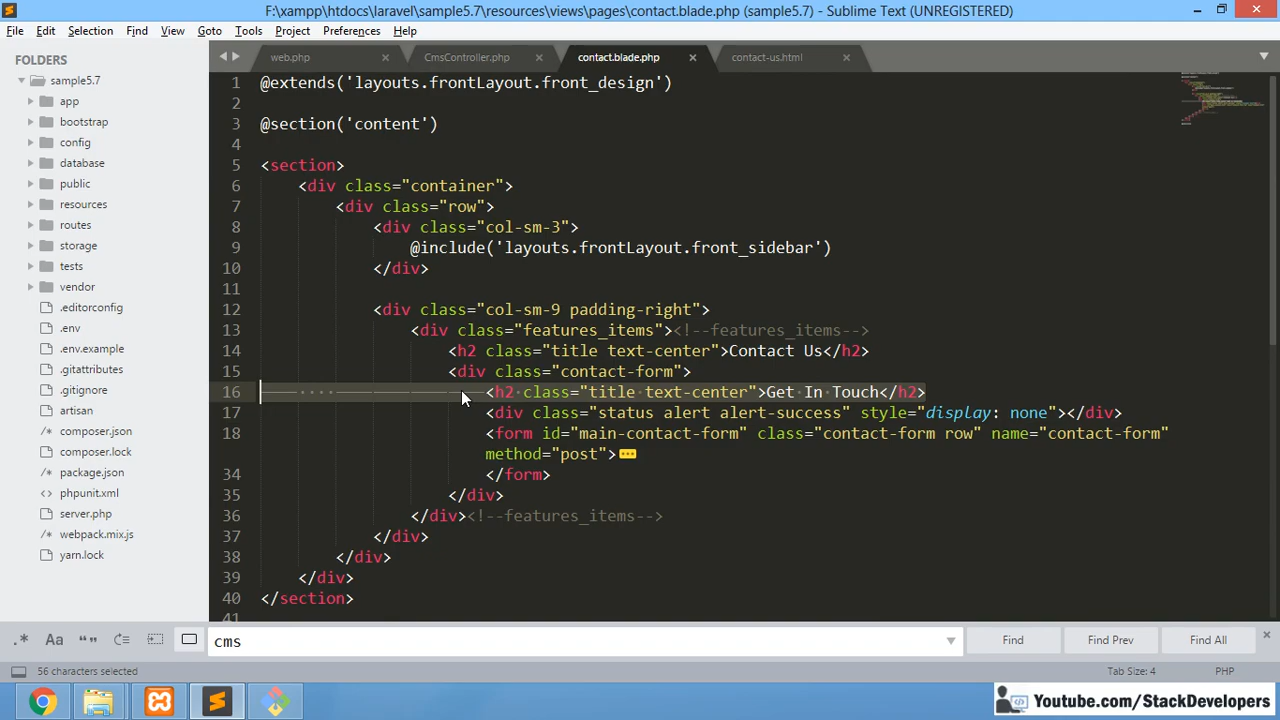 F:\xampp\htdocs\laravel\sample5.7\resources\views\pages\contact.blade.php (sample5.7) - Sublime Text (UNREGISTERED)
File Edit Selection Find View Goto Tools Project Preferences Help
FOLDERS
sample5.7
app
bootstrap
config
database
public
resources
routes
storage
tests
vendor
.editorconfig
.env
.env.example
.gitattributes
.gitignore
artisan
composer.json
composer.lock
package.json
phpunit.xml
server.php
webpack.mix.js
yarn.lock
web.php CmsController.php contact.blade.php contact-us.html
1 @extends('layouts.frontLayout.front_design')
2
3 @section('content')
4
5 <section>
6 <div class="container">
7 <div class="row">
8 <div class="col-sm-3">
9 @include('layouts.frontLayout.front_sidebar')
10 </div>
11
12 <div class="col-sm-9 padding-right">
13 <div class="features_items"><!--features_items-->
14 <h2 class="title text-center">Contact Us</h2>
15 <div class="contact-form">
16 <h2 class="title text-center">Get In Touch</h2>
17 <div class="status alert alert-success" style="display: none"></div>
18 <form id="main-contact-form" class="contact-form row" name="contact-form"
method="post">
34 </form>
35 </div>
36 </div><!--features_items-->
37 </div>
38 </div>
39 </div>
40 </section>
41
.* Aa “” cms Find Find Prev Find All
56 characters selected Tab Size: 4 PHP
Youtube.com/StackDevelopers